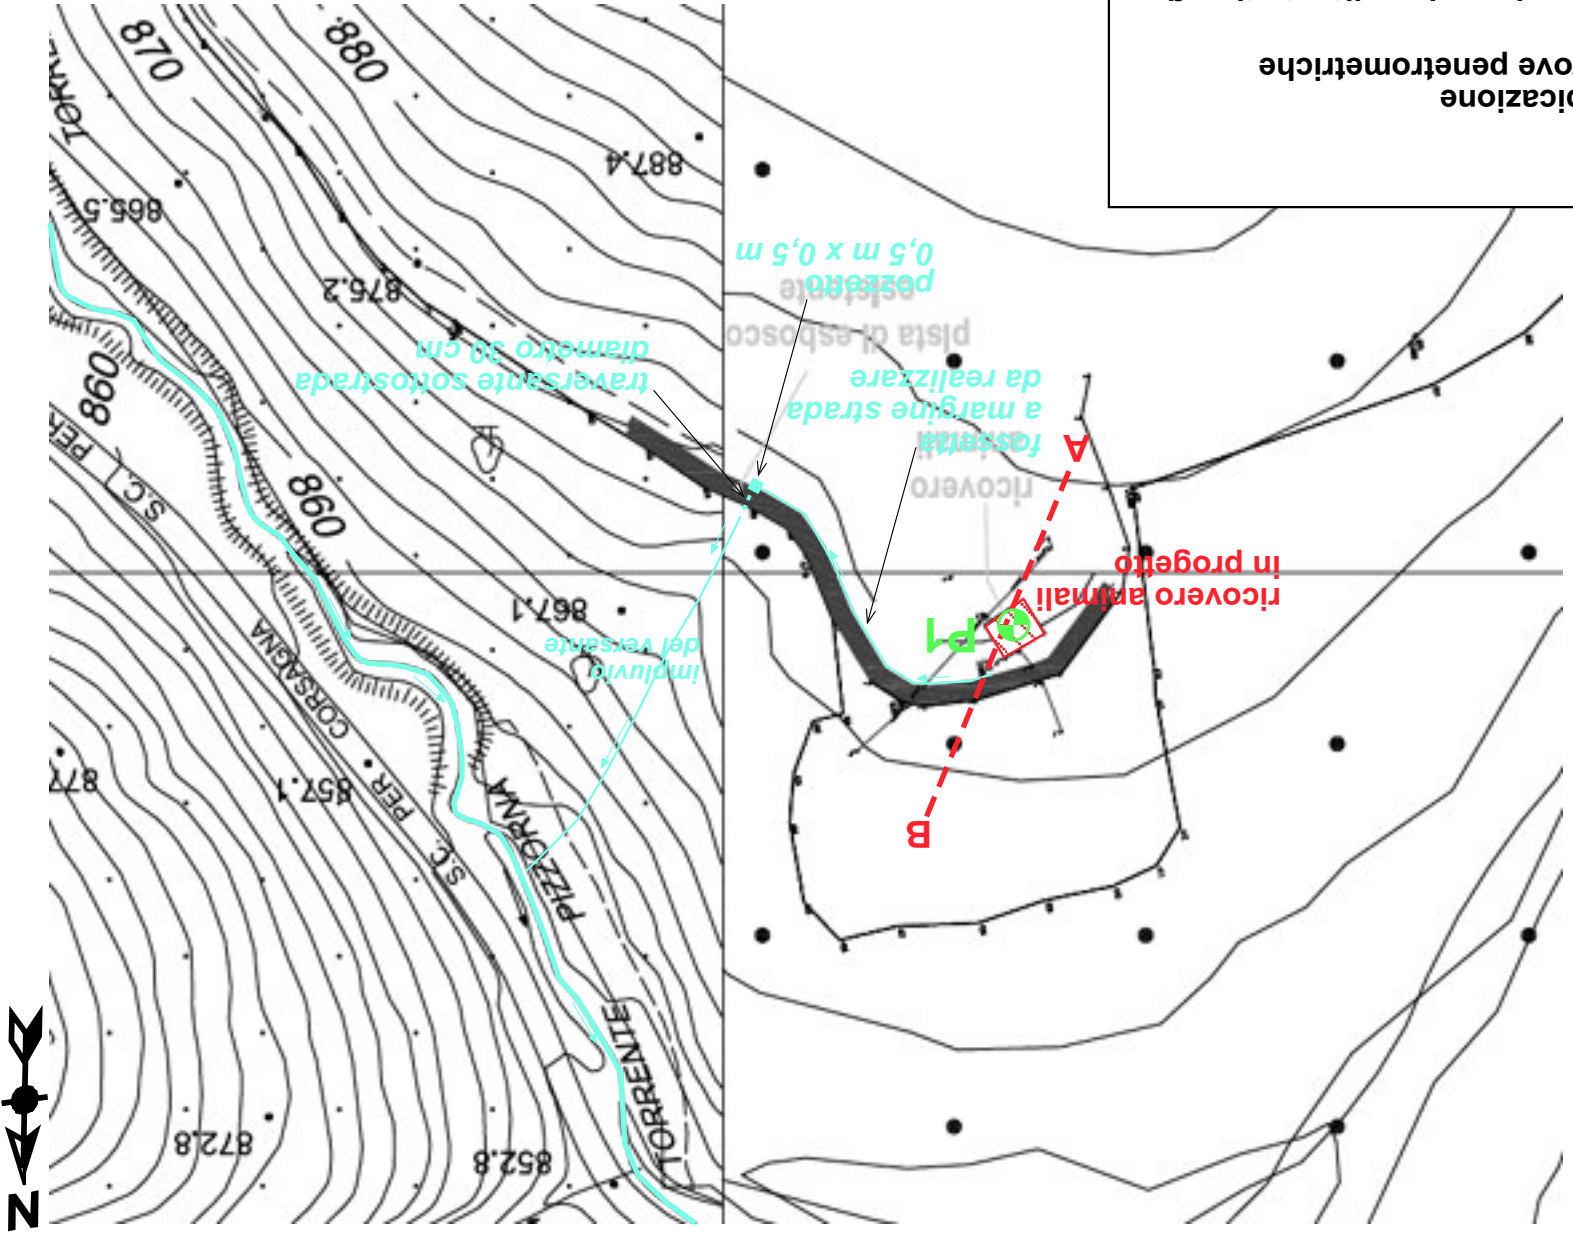 ubicazione
prove penetrometriche
N
TORRENTE
PIZZORNA
852.8
872.8
S.C.
PER
CORSAGNA
857.1
B
impluvio
del versante
867.1
P1
ricovero animali
in progetto
860
S.C.
PER
860
A
ricovero
animali
fossetta
a margine strada
da realizzare
traversante sottostrada
diametro 30 cm
pista di esbosco
esistente
pozzetto
0,5 m x 0,5 m
875.2
865.5
887.4
870
880